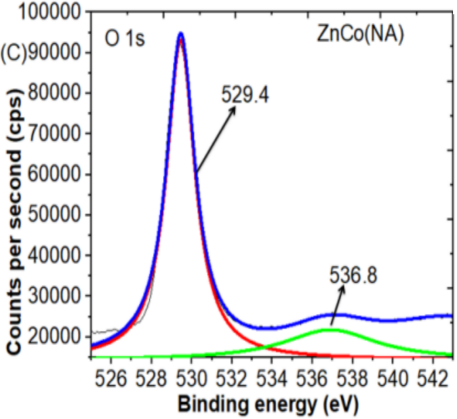 (C)
O 1s
ZnCo(NA)
529.4
536.8
Counts per second (cps)
100000
90000
80000
70000
60000
50000
40000
30000
20000
526 528 530 532 534 536 538 540 542
Binding energy (eV)